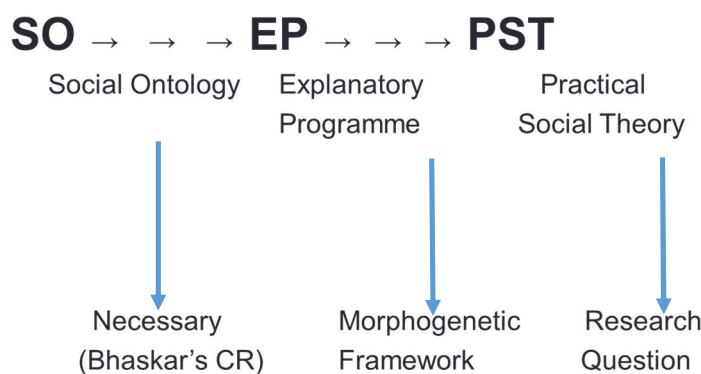 SO → → → EP → → → PST
Social Ontology Explanatory Practical
Programme Social Theory
Necessary Morphogenetic Research
(Bhaskar's CR) Framework Question